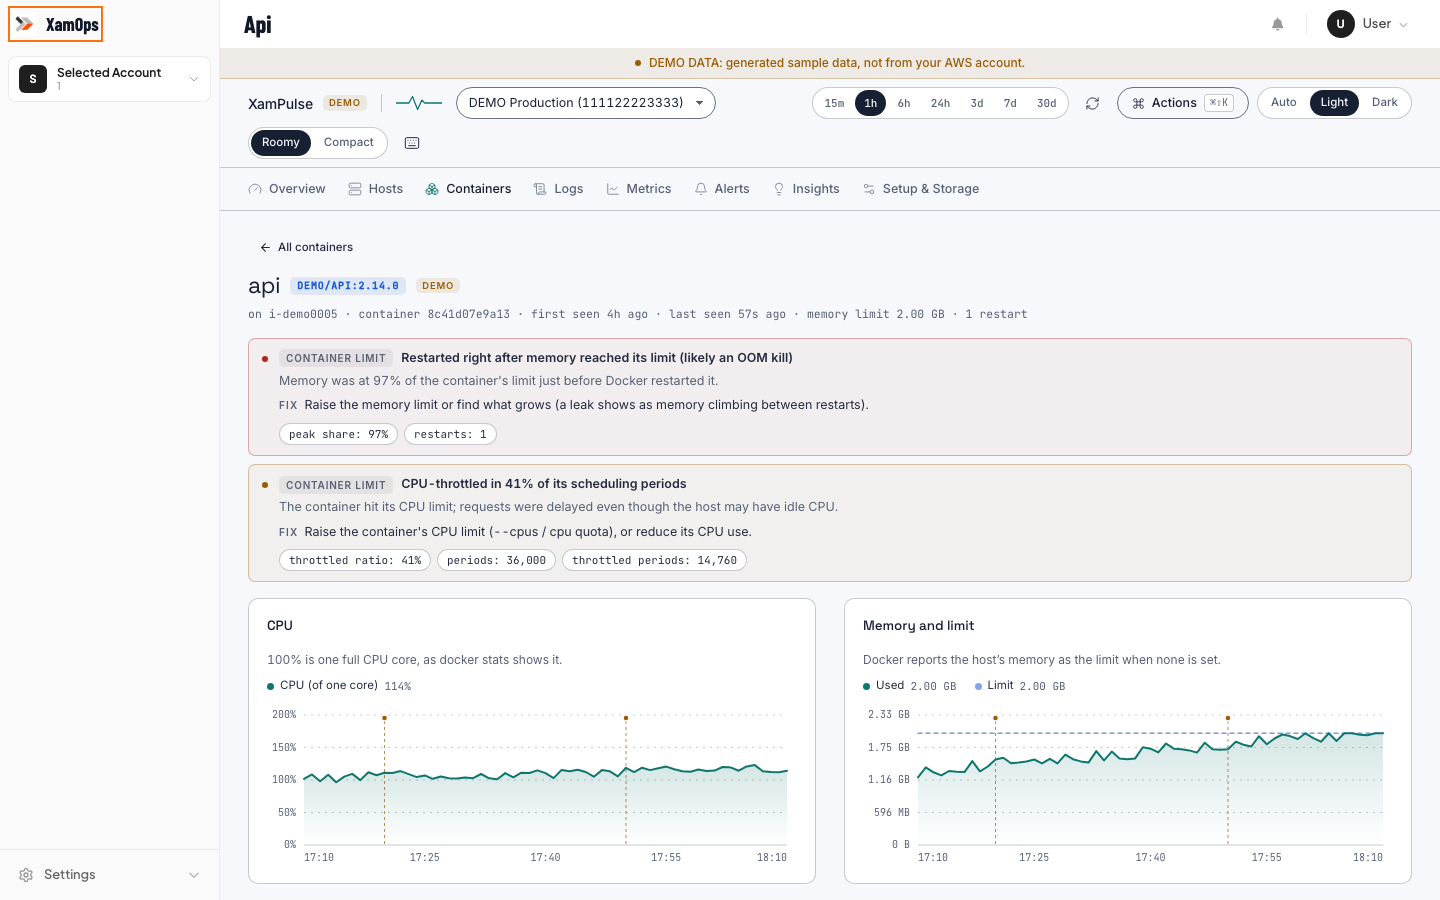 XamOps
Api
U User
S Selected Account
1
DEMO DATA: generated sample data, not from your AWS account.
XamPulse DEMO DEMO Production (111122223333) 15m 1h 6h 24h 3d 7d 30d Actions ⌘⇧K Auto Light Dark
Roomy Compact
Overview Hosts Containers Logs Metrics Alerts Insights Setup & Storage
← All containers
api DEMO/API:2.14.0 DEMO
on i-demo0005 · container 8c41d07e9a13 · first seen 4h ago · last seen 57s ago · memory limit 2.00 GB · 1 restart
CONTAINER LIMIT Restarted right after memory reached its limit (likely an OOM kill)
Memory was at 97% of the container's limit just before Docker restarted it.
FIX Raise the memory limit or find what grows (a leak shows as memory climbing between restarts).
peak share: 97% restarts: 1
CONTAINER LIMIT CPU-throttled in 41% of its scheduling periods
The container hit its CPU limit; requests were delayed even though the host may have idle CPU.
FIX Raise the container's CPU limit (--cpus / cpu quota), or reduce its CPU use.
throttled ratio: 41% periods: 36,000 throttled periods: 14,760
CPU
100% is one full CPU core, as docker stats shows it.
CPU (of one core) 114%
200%
150%
100%
50%
0%
17:10 17:25 17:40 17:55 18:10
Memory and limit
Docker reports the host's memory as the limit when none is set.
Used 2.00 GB Limit 2.00 GB
2.33 GB
1.75 GB
1.16 GB
596 MB
0 B
17:10 17:25 17:40 17:55 18:10
Settings